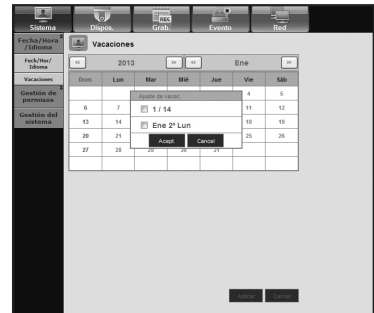 Sistema Dispos. Grab. Evento Red
REC
Fecha/Hora
/Idioma
Fech/Hor/
Idioma
Vacaciones
Gestión de
permisos
Gestión del
sistema
Vacaciones
« 2013 » « Ene »
Dom Lun Mar Mié Jue Vie Sáb
4 5
6 7 11 12
13 14 18 19
20 21 25 26
27 28 29 30 31
Ajuste de vacac.
1 / 14
Ene 2º Lun
Acept. Cancel
Aplicar Cancel